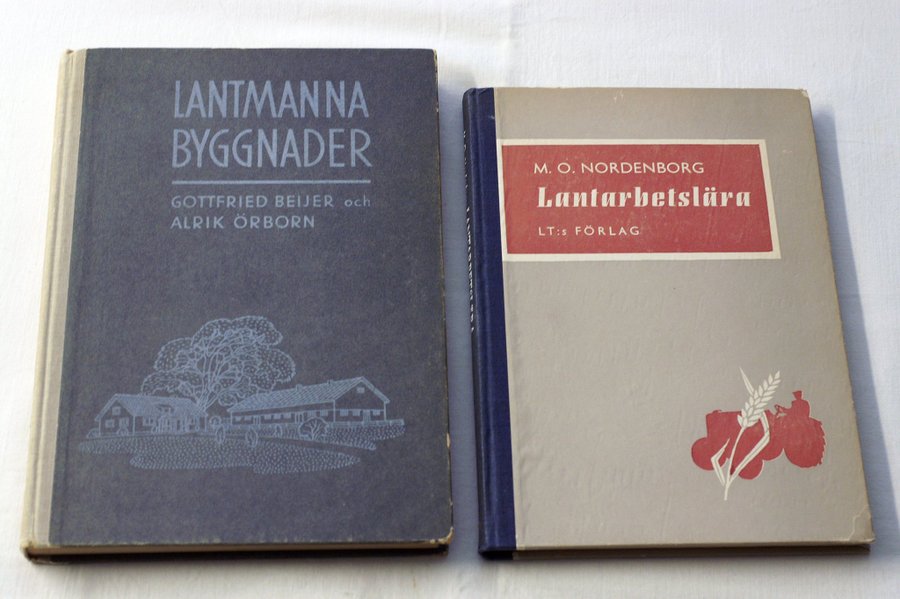 LANTMANNA
BYGGNADER
GOTTFRIED BEIJER och
ALRIK ÖRBORN
M. O. NORDENBORG
Lantarbetslära
LT:s FÖRLAG